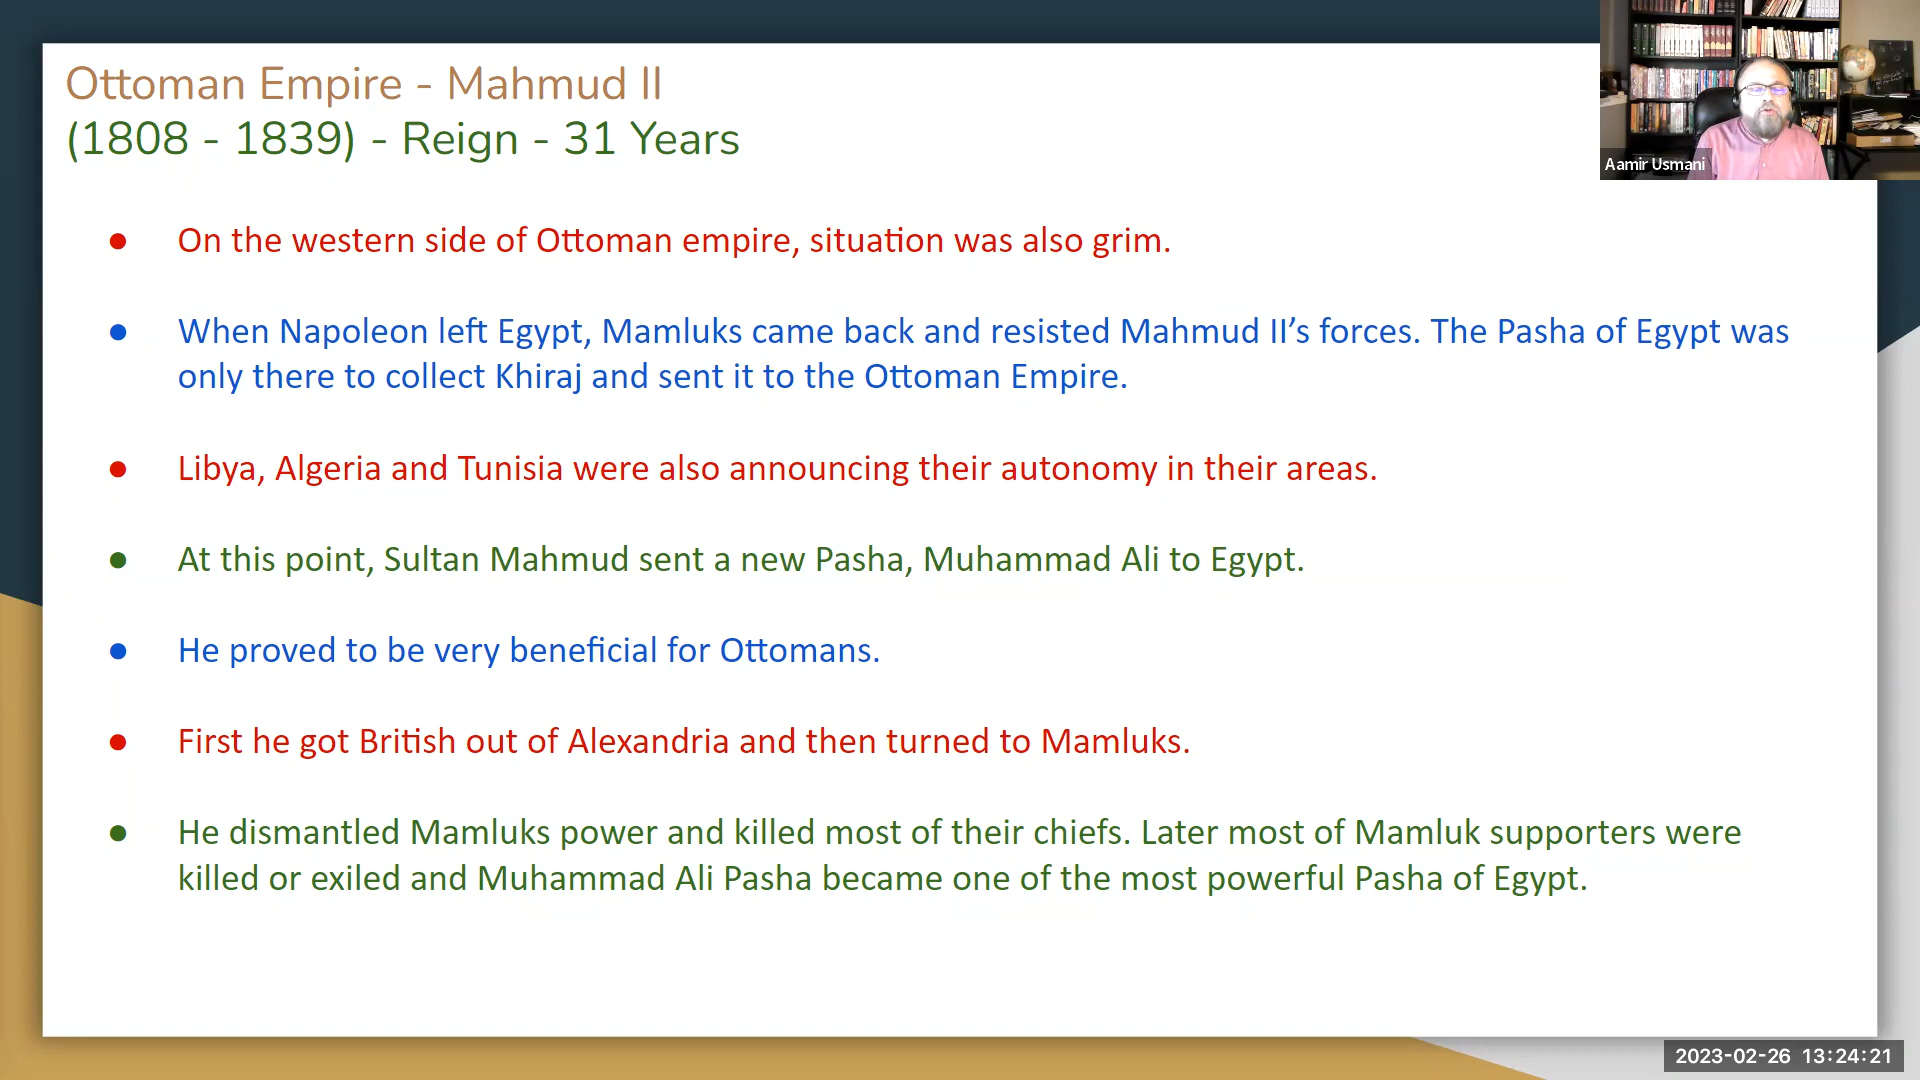 Ottoman Empire - Mahmud II
(1808 - 1839) - Reign - 31 Years
Aamir Usmani
● On the western side of Ottoman empire, situation was also grim.
● When Napoleon left Egypt, Mamluks came back and resisted Mahmud II’s forces. The Pasha of Egypt was
only there to collect Khiraj and sent it to the Ottoman Empire.
● Libya, Algeria and Tunisia were also announcing their autonomy in their areas.
● At this point, Sultan Mahmud sent a new Pasha, Muhammad Ali to Egypt.
● He proved to be very beneficial for Ottomans.
● First he got British out of Alexandria and then turned to Mamluks.
● He dismantled Mamluks power and killed most of their chiefs. Later most of Mamluk supporters were
killed or exiled and Muhammad Ali Pasha became one of the most powerful Pasha of Egypt.
2023-02-26 13:24:21